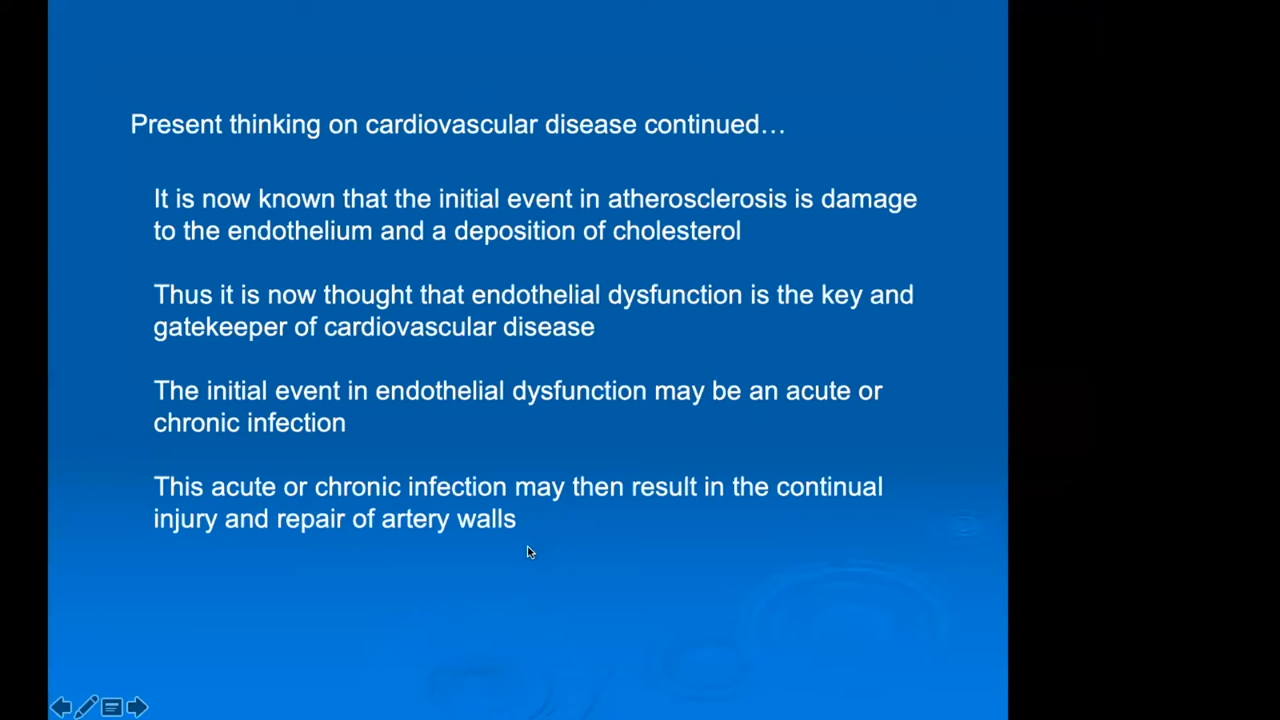 Present thinking on cardiovascular disease continued…
It is now known that the initial event in atherosclerosis is damage
to the endothelium and a deposition of cholesterol
Thus it is now thought that endothelial dysfunction is the key and
gatekeeper of cardiovascular disease
The initial event in endothelial dysfunction may be an acute or
chronic infection
This acute or chronic infection may then result in the continual
injury and repair of artery walls